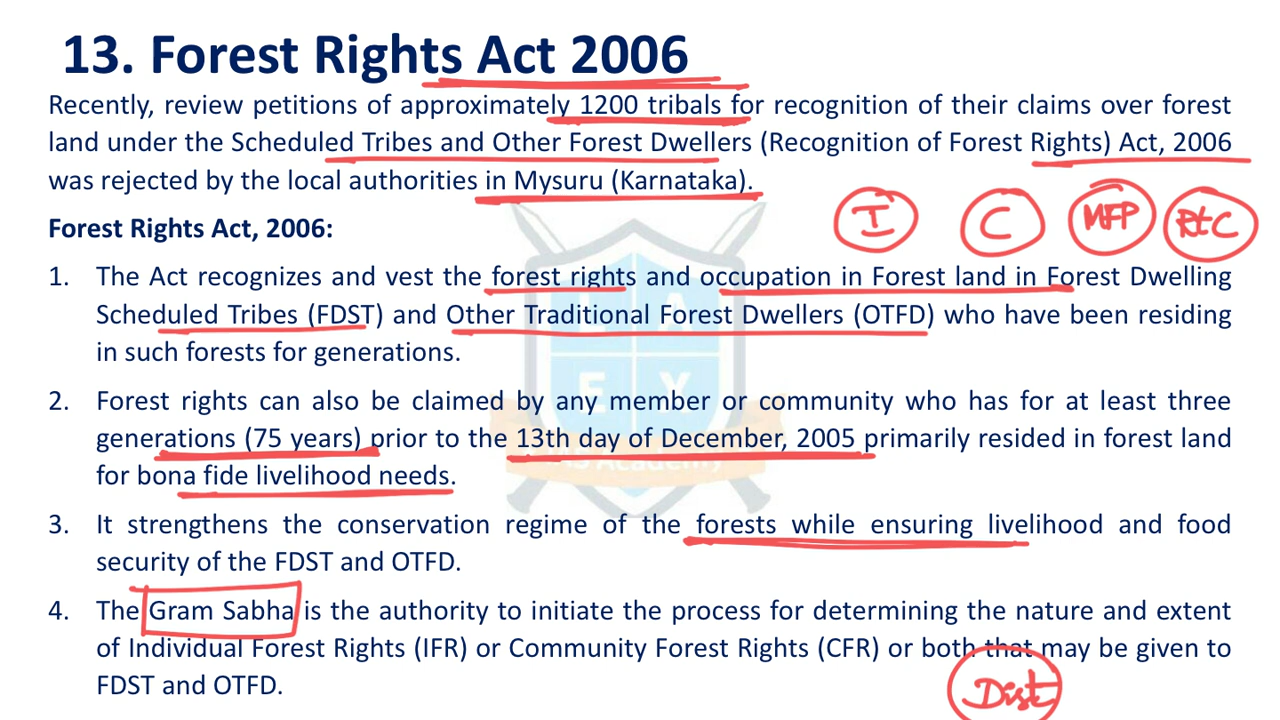 13. Forest Rights Act 2006
Recently, review petitions of approximately 1200 tribals for recognition of their claims over forest
land under the Scheduled Tribes and Other Forest Dwellers (Recognition of Forest Rights) Act, 2006
was rejected by the local authorities in Mysuru (Karnataka).
I C MFP RtC
Forest Rights Act, 2006:
1. The Act recognizes and vest the forest rights and occupation in Forest land in Forest Dwelling
Scheduled Tribes (FDST) and Other Traditional Forest Dwellers (OTFD) who have been residing
in such forests for generations.
2. Forest rights can also be claimed by any member or community who has for at least three
generations (75 years) prior to the 13th day of December, 2005 primarily resided in forest land
for bona fide livelihood needs.
3. It strengthens the conservation regime of the forests while ensuring livelihood and food
security of the FDST and OTFD.
4. The Gram Sabha is the authority to initiate the process for determining the nature and extent
of Individual Forest Rights (IFR) or Community Forest Rights (CFR) or both that may be given to
FDST and OTFD.
Dist
L A
E X
Academy